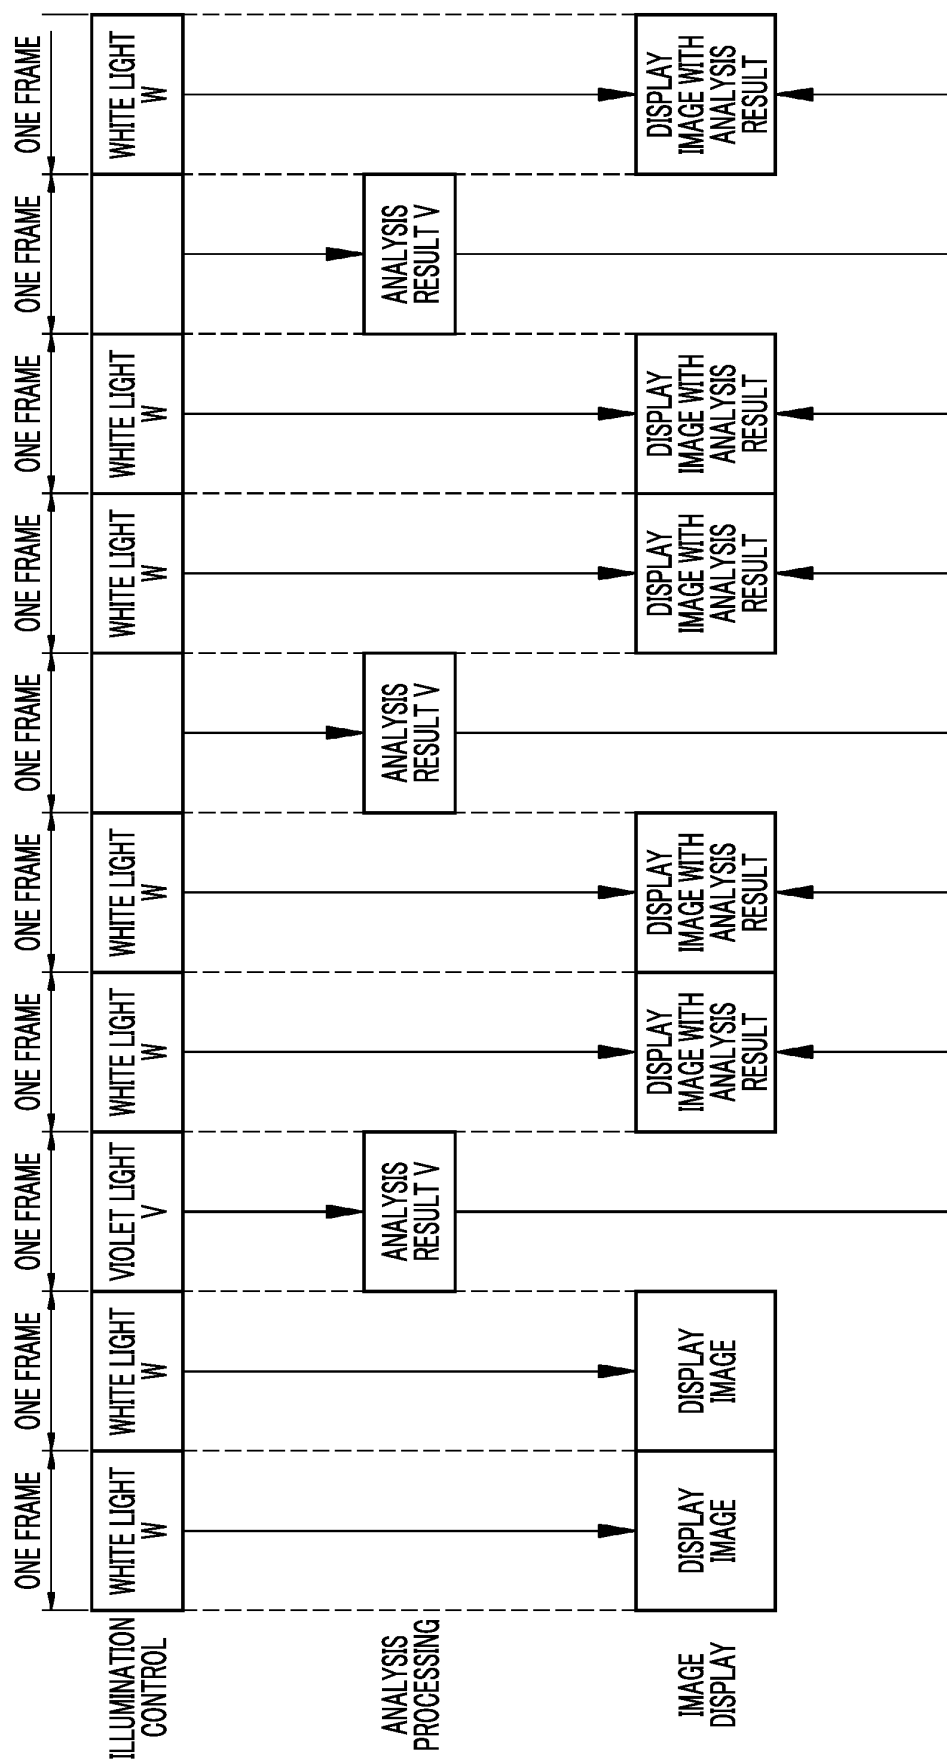 ONE FRAME
ONE FRAME
ONE FRAME
ONE FRAME
ONE FRAME
ONE FRAME
ONE FRAME
ONE FRAME
ONE FRAME
ONE FRAME
ILLUMINATION
CONTROL
WHITE LIGHT
W
WHITE LIGHT
W
VIOLET LIGHT
V
WHITE LIGHT
W
WHITE LIGHT
W
WHITE LIGHT
W
WHITE LIGHT
W
WHITE LIGHT
W
ANALYSIS
PROCESSING
ANALYSIS
RESULT V
ANALYSIS
RESULT V
ANALYSIS
RESULT V
IMAGE
DISPLAY
DISPLAY
IMAGE
DISPLAY
IMAGE
DISPLAY
IMAGE WITH
ANALYSIS
RESULT
DISPLAY
IMAGE WITH
ANALYSIS
RESULT
DISPLAY
IMAGE WITH
ANALYSIS
RESULT
DISPLAY
IMAGE WITH
ANALYSIS
RESULT
DISPLAY
IMAGE WITH
ANALYSIS
RESULT